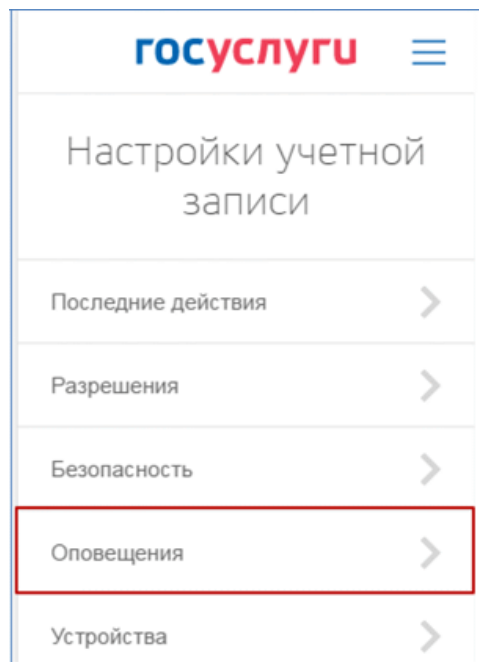 госуслуги
Настройки учетной
записи
Последние действия
Разрешения
Безопасность
Оповещения
Устройства